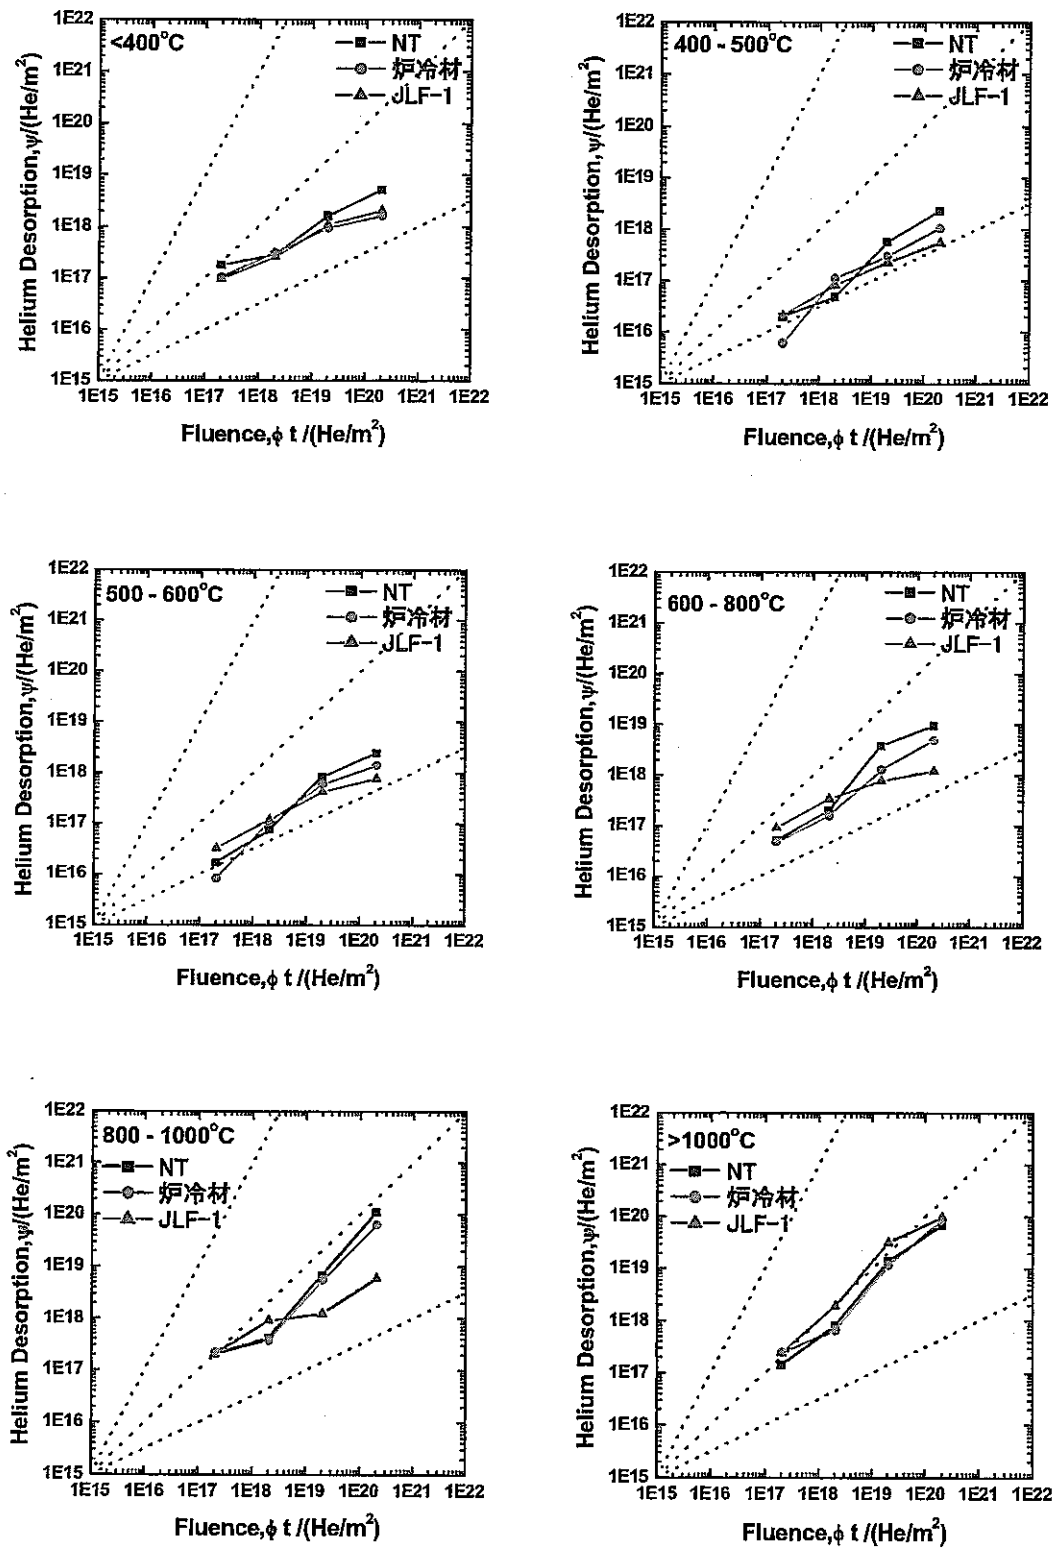 <400°C
NT
炉冷材
JLF-1
1E22
1E21
1E20
1E19
1E18
1E17
1E16
1E15
Helium Desorption,ψ/(He/m²)
1E15 1E16 1E17 1E18 1E19 1E20 1E21 1E22
Fluence,ϕ t /(He/m²)
400 - 500°C
NT
炉冷材
JLF-1
1E22
1E21
1E20
1E19
1E18
1E17
1E16
1E15
Helium Desorption,ψ/(He/m²)
1E15 1E16 1E17 1E18 1E19 1E20 1E21 1E22
Fluence,ϕ t /(He/m²)
500 - 600°C
NT
炉冷材
JLF-1
1E22
1E21
1E20
1E19
1E18
1E17
1E16
1E15
Helium Desorption,ψ/(He/m²)
1E15 1E16 1E17 1E18 1E19 1E20 1E21 1E22
Fluence,ϕ t /(He/m²)
600 - 800°C
NT
炉冷材
JLF-1
1E22
1E21
1E20
1E19
1E18
1E17
1E16
1E15
Helium Desorption,ψ/(He/m²)
1E15 1E16 1E17 1E18 1E19 1E20 1E21 1E22
Fluence,ϕ t /(He/m²)
800 - 1000°C
NT
炉冷材
JLF-1
1E22
1E21
1E20
1E19
1E18
1E17
1E16
1E15
Helium Desorption,ψ/(He/m²)
1E15 1E16 1E17 1E18 1E19 1E20 1E21 1E22
Fluence,ϕ t /(He/m²)
>1000°C
NT
炉冷材
JLF-1
1E22
1E21
1E20
1E19
1E18
1E17
1E16
1E15
Helium Desorption,ψ/(He/m²)
1E15 1E16 1E17 1E18 1E19 1E20 1E21 1E22
Fluence,ϕ t /(He/m²)